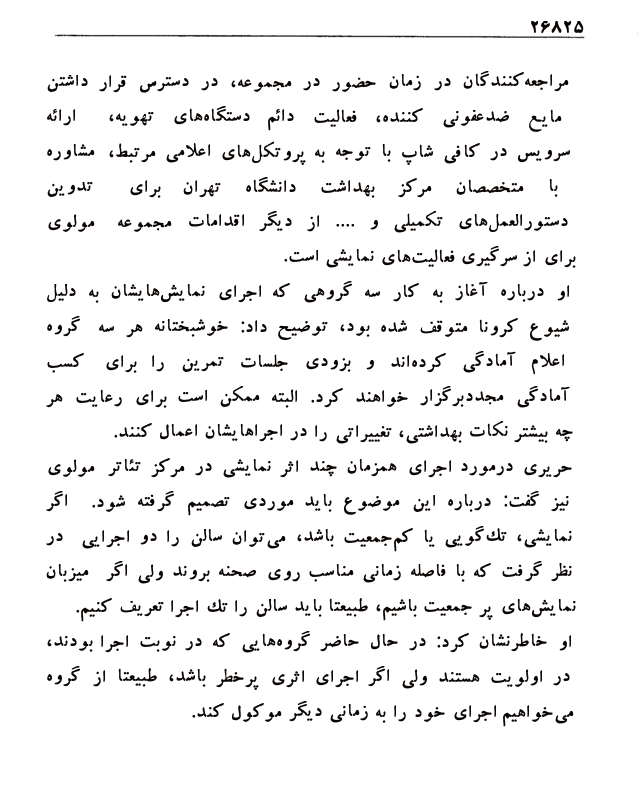 ۲۶۸۲۵
مراجعه‌کنندگان در زمان حضور در مجموعه، در دسترس قرار داشتن
مایع ضدعفونی کننده، فعالیت دائم دستگاه‌های تهویه، ارائه
سرویس در کافی شاپ با توجه به پروتکل‌های اعلامی مرتبط، مشاوره
با متخصصان مرکز بهداشت دانشگاه تهران برای تدوین
دستورالعمل‌های تکمیلی و .... از دیگر اقدامات مجموعه مولوی
برای از سرگیری فعالیت‌های نمایشی است.
او درباره آغاز به کار سه گروهی که اجرای نمایش‌هایشان به دلیل
شیوع کرونا متوقف شده بود، توضیح داد: خوشبختانه هر سه گروه
اعلام آمادگی کرده‌اند و بزودی جلسات تمرین را برای کسب
آمادگی مجددبرگزار خواهند کرد. البته ممکن است برای رعایت هر
چه بیشتر نکات بهداشتی، تغییراتی را در اجراهایشان اعمال کنند.
حریری درمورد اجرای همزمان چند اثر نمایشی در مرکز تئاتر مولوی
نیز گفت: درباره این موضوع باید موردی تصمیم گرفته شود. اگر
نمایشی، تك‌گویی یا کم‌جمعیت باشد، می‌توان سالن را دو اجرایی در
نظر گرفت که با فاصله زمانی مناسب روی صحنه بروند ولی اگر میزبان
نمایش‌های پر جمعیت باشیم، طبیعتا باید سالن را تك اجرا تعریف کنیم.
او خاطرنشان کرد: در حال حاضر گروه‌هایی که در نوبت اجرا بودند،
در اولویت هستند ولی اگر اجرای اثری پرخطر باشد، طبیعتا از گروه
می‌خواهیم اجرای خود را به زمانی دیگر موکول کند.